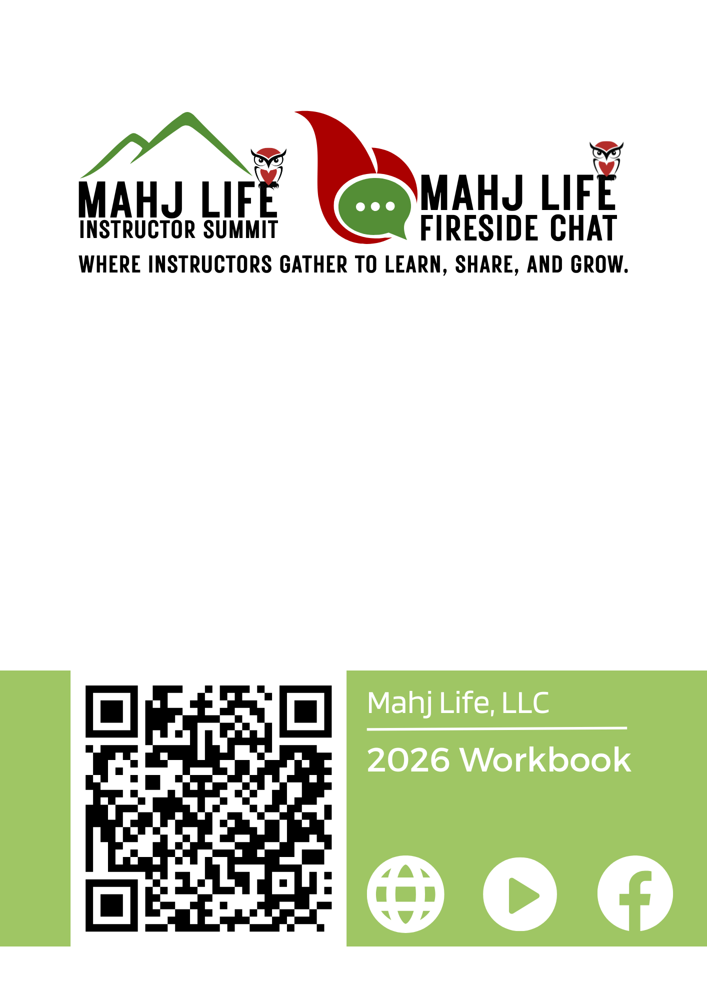 MAHJ LIFE
INSTRUCTOR SUMMIT
MAHJ LIFE
FIRESIDE CHAT
WHERE INSTRUCTORS GATHER TO LEARN, SHARE, AND GROW.
Mahj Life, LLC
2026 Workbook